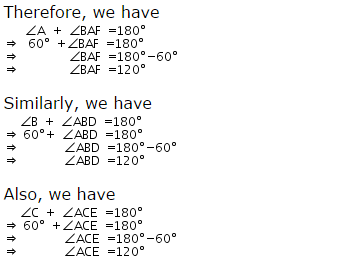 Therefore, we have
∠A + ∠BAF =180°
⇒ 60° +∠BAF =180°
⇒ ∠BAF =180°−60°
⇒ ∠BAF =120°
Similarly, we have
∠B + ∠ABD =180°
⇒ 60°+ ∠ABD =180°
⇒ ∠ABD =180°−60°
⇒ ∠ABD =120°
Also, we have
∠C + ∠ACE =180°
⇒ 60° +∠ACE =180°
⇒ ∠ACE =180°−60°
⇒ ∠ACE =120°